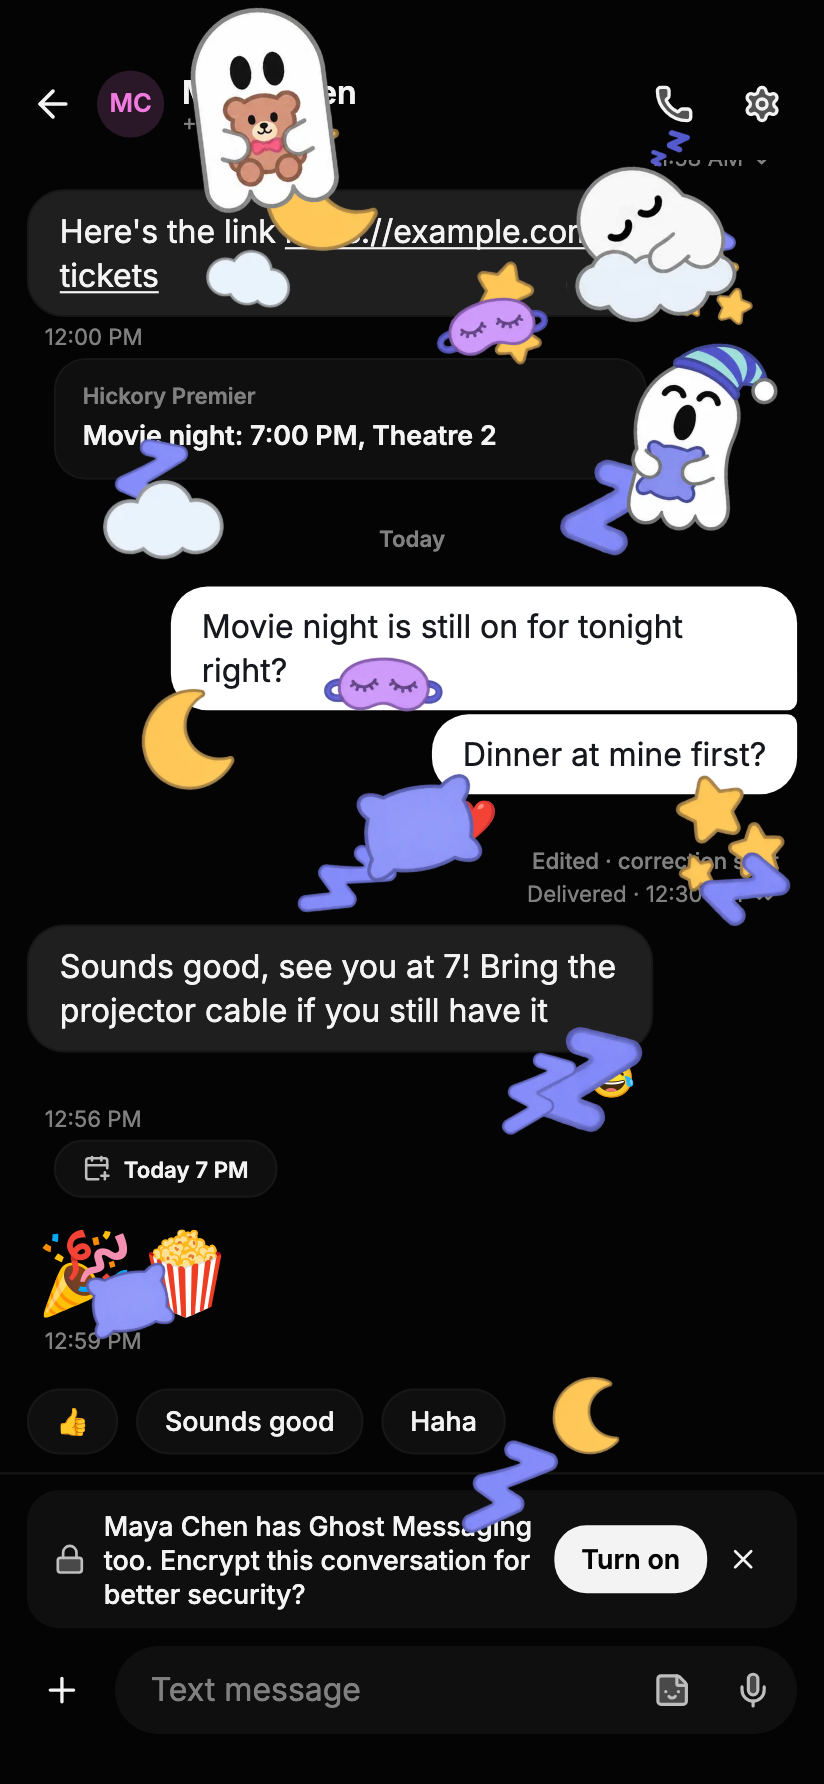 MC
Here's the link ://example.com
tickets
12:00 PM
Hickory Premier
Movie night: 7:00 PM, Theatre 2
Today
Movie night is still on for tonight
right?
Dinner at mine first?
Edited · correction
Delivered · 12:30
Sounds good, see you at 7! Bring the
projector cable if you still have it
12:56 PM
Today 7 PM
12:59 PM
Sounds good
Haha
Maya Chen has Ghost Messaging
too. Encrypt this conversation for
better security?
Turn on
Text message